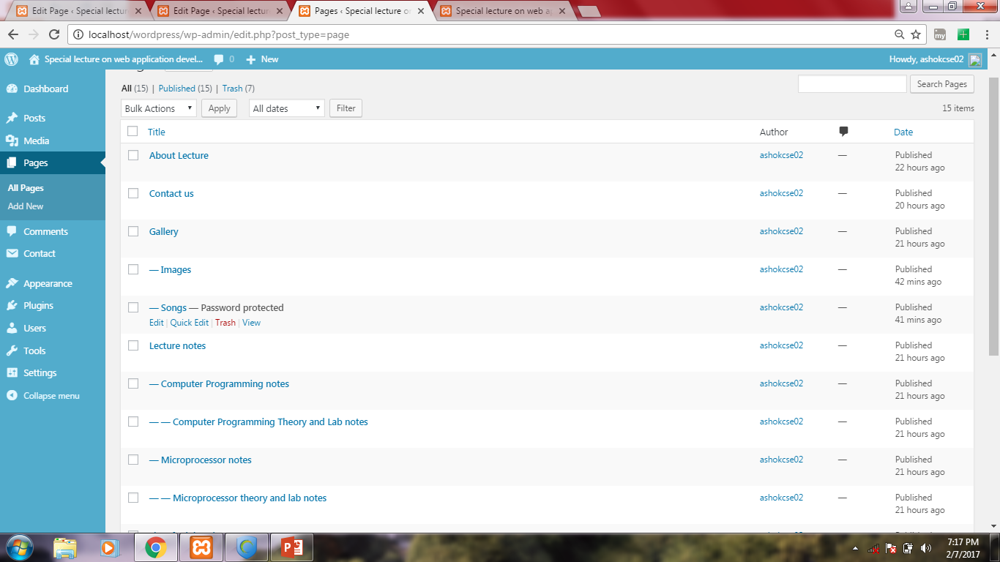 Edit Page ‹ Special lecture
Edit Page ‹ Special lecture
Pages ‹ Special lecture on
Special lecture on web ap
localhost/wordpress/wp-admin/edit.php?post_type=page
my
Special lecture on web application devel... 0 New
Howdy, ashokcse02
Dashboard
Posts
Media
Pages
All Pages
Add New
Comments
Contact
Appearance
Plugins
Users
Tools
Settings
Collapse menu
All (15) | Published (15) | Trash (7)
Search Pages
Bulk Actions Apply All dates Filter
15 items
Title Author Date
About Lecture ashokcse02 — Published
22 hours ago
Contact us ashokcse02 — Published
20 hours ago
Gallery ashokcse02 — Published
21 hours ago
— Images ashokcse02 — Published
42 mins ago
— Songs — Password protected ashokcse02 — Published
Edit | Quick Edit | Trash | View 41 mins ago
Lecture notes ashokcse02 — Published
21 hours ago
— Computer Programming notes ashokcse02 — Published
21 hours ago
— — Computer Programming Theory and Lab notes ashokcse02 — Published
21 hours ago
— Microprocessor notes ashokcse02 — Published
21 hours ago
— — Microprocessor theory and lab notes ashokcse02 — Published
21 hours ago
7:17 PM
2/7/2017